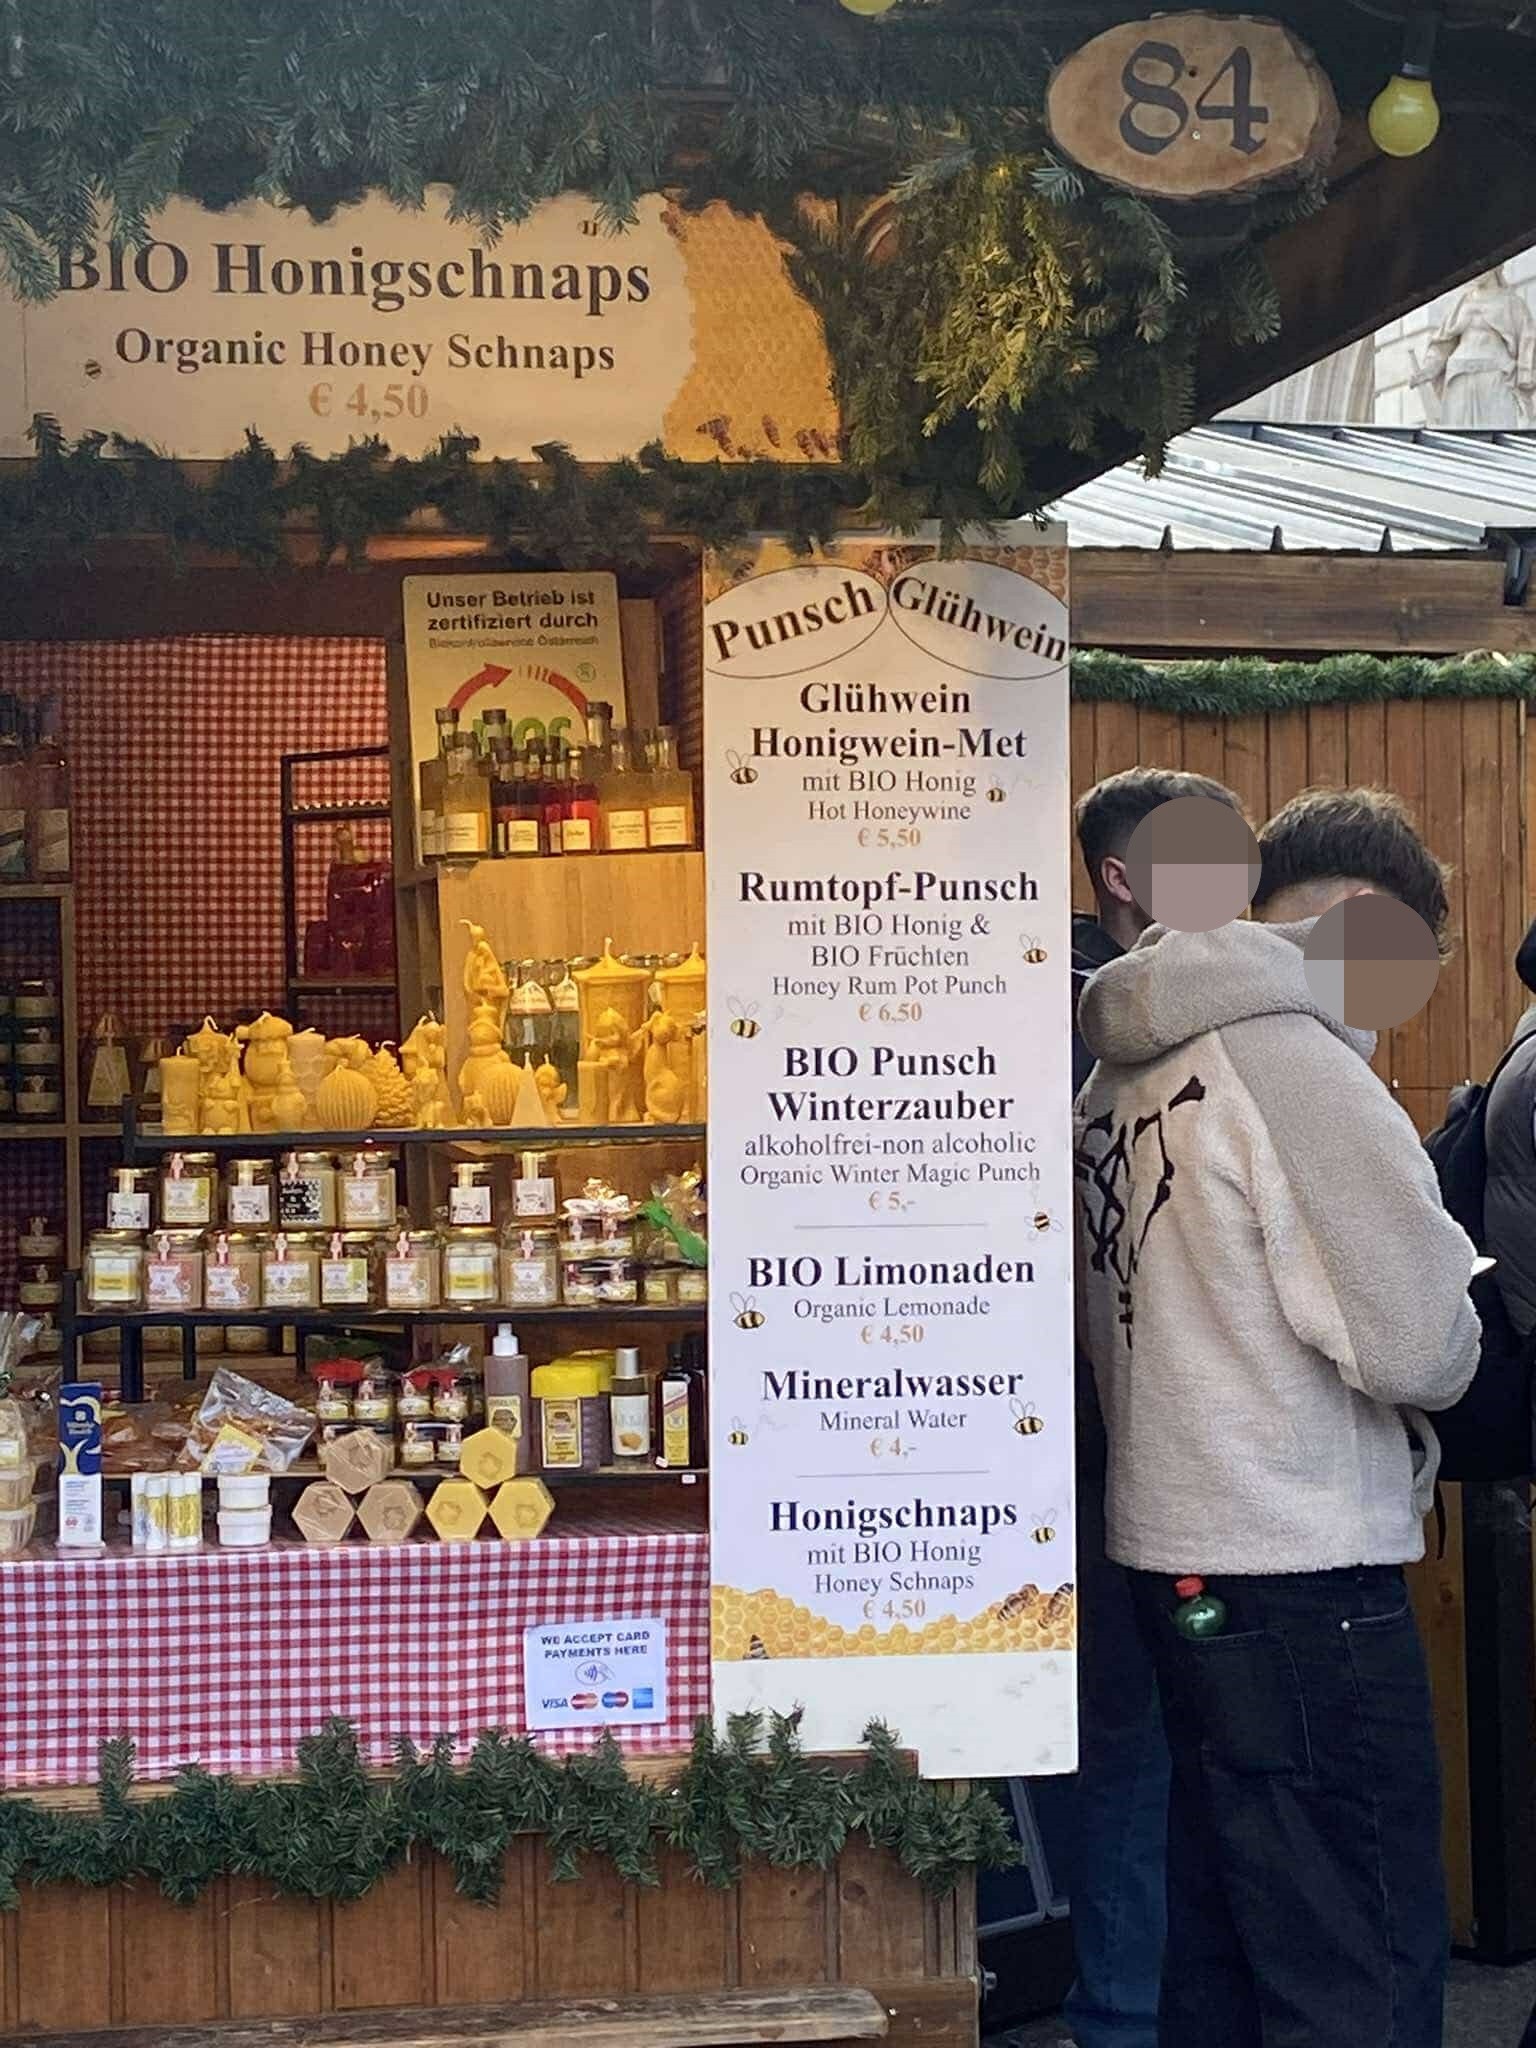 84
BIO Honigschnaps
Organic Honey Schnaps
€ 4,50
Unser Betrieb ist
zertifiziert durch
Biokontrollservice Österreich
Punsch
Glühwein
Glühwein
Honigwein-Met
mit BIO Honig
Hot Honeywine
€ 5,50
Rumtopf-Punsch
mit BIO Honig &
BIO Früchten
Honey Rum Pot Punch
€ 6,50
BIO Punsch
Winterzauber
alkoholfrei-non alcoholic
Organic Winter Magic Punch
€ 5,-
BIO Limonaden
Organic Lemonade
€ 4,50
Mineralwasser
Mineral Water
€ 4,-
Honigschnaps
mit BIO Honig
Honey Schnaps
€ 4,50
WE ACCEPT CARD
PAYMENTS HERE
VISA